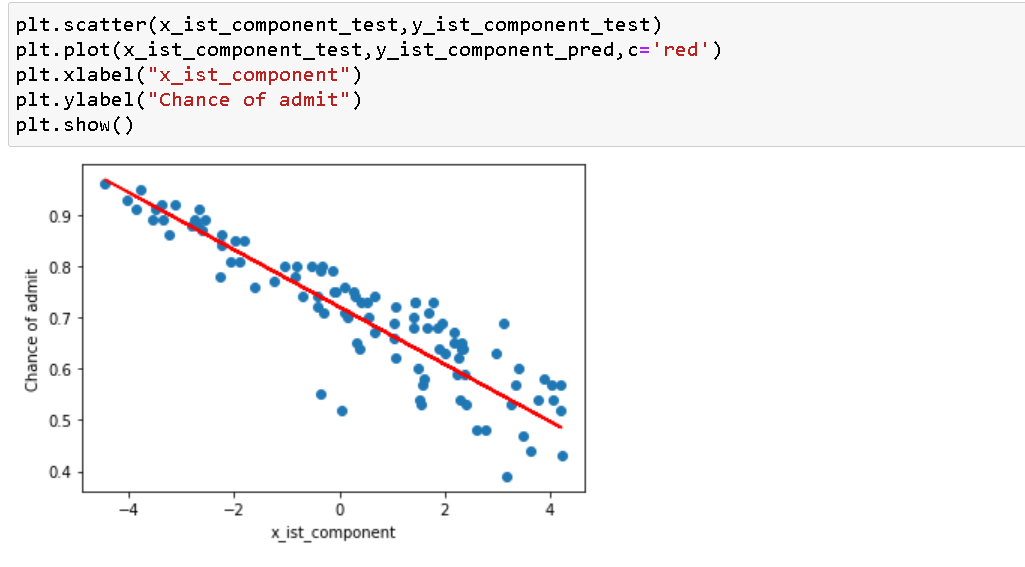 plt.scatter(x_ist_component_test,y_ist_component_test)
plt.plot(x_ist_component_test,y_ist_component_pred,c='red')
plt.xlabel("x_ist_component")
plt.ylabel("Chance of admit")
plt.show()
Chance of admit
0.9
0.8
0.7
0.6
0.5
0.4
−4 −2 0 2 4
x_ist_component